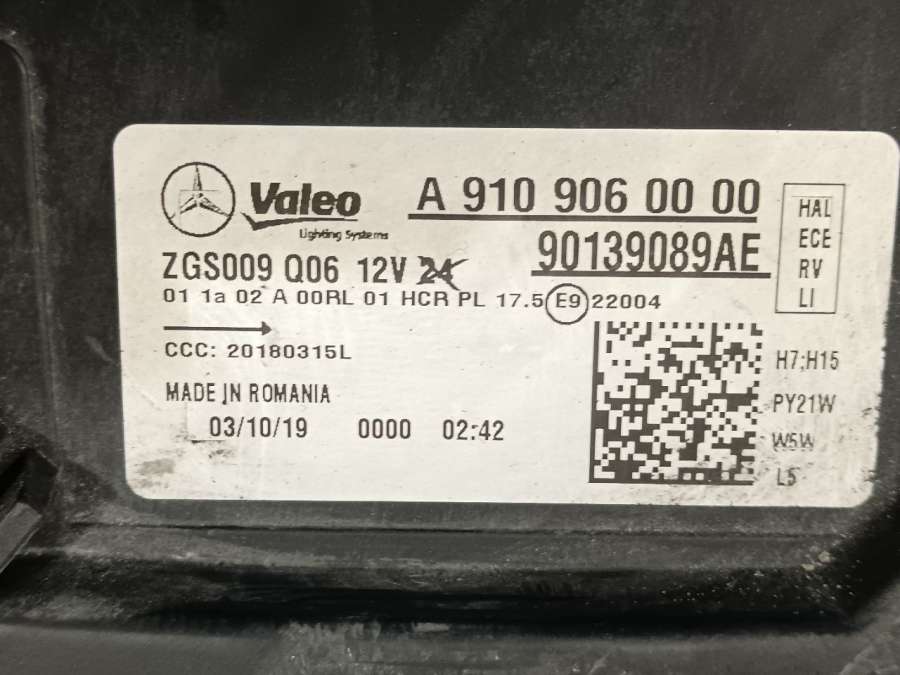 Valeo
Lighting Systems
A 910 906 00 00
90139089AE
HAL
ECE
RV
LI
ZGS009 Q06 12V 24
01 1a 02 A 00RL 01 HCR PL 17.5 E9 22004
CCC: 20180315L
MADE IN ROMANIA
03/10/19 0000 02:42
H7;H15
PY21W
W5W
L5